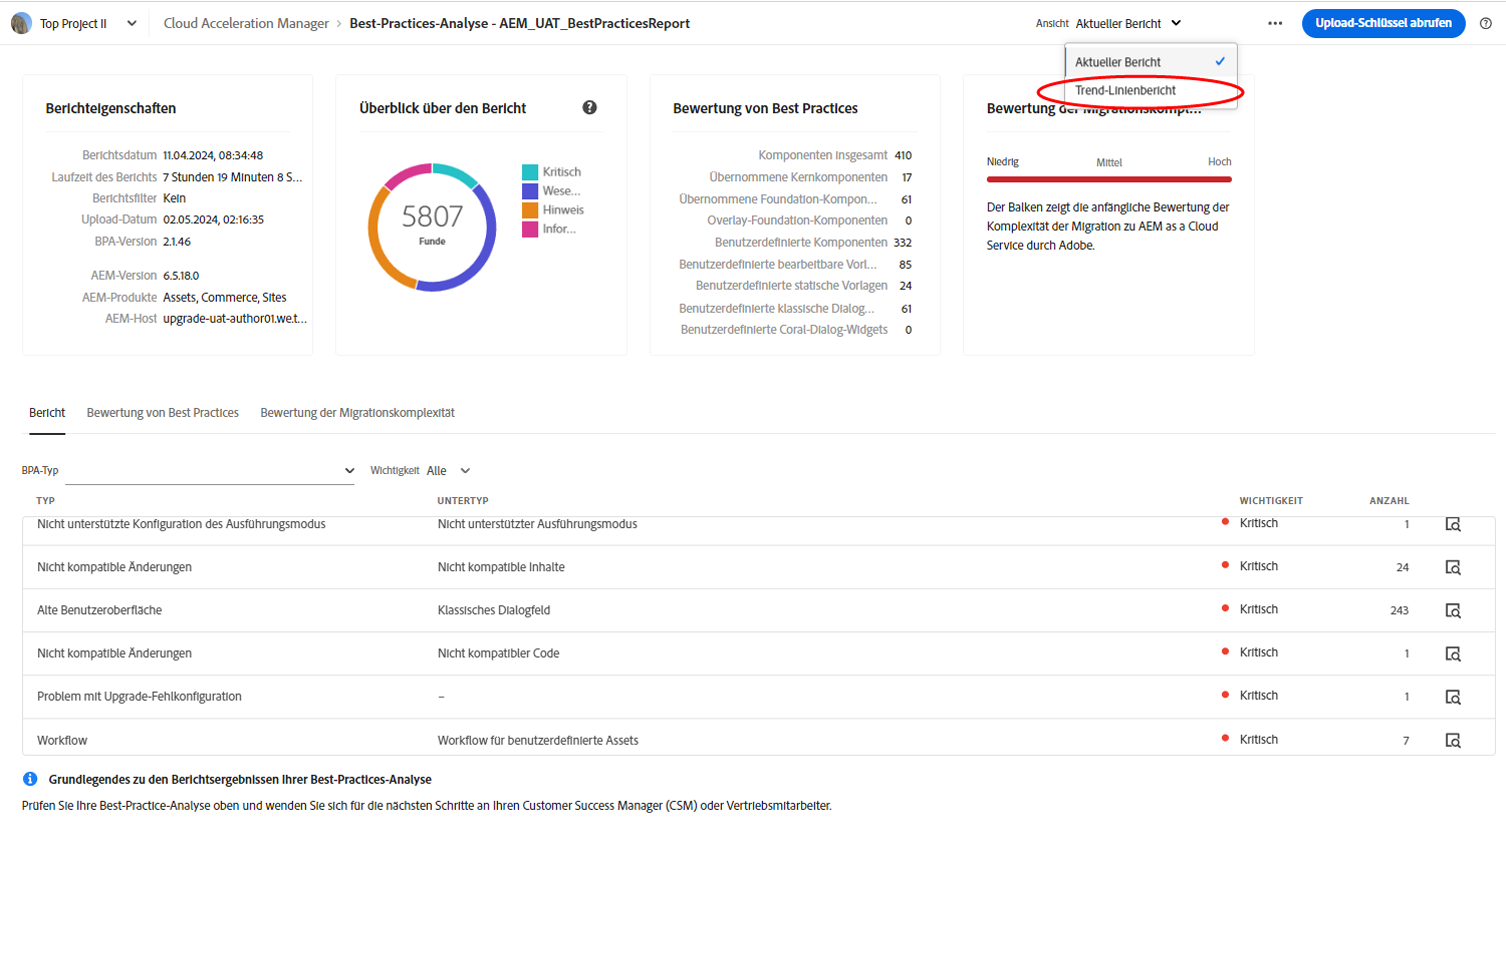 Top Project II
Cloud Acceleration Manager > Best-Practices-Analyse - AEM_UAT_BestPracticesReport
Ansicht Aktueller Bericht
Upload-Schlüssel abrufen
Aktueller Bericht
Trend-Linienbericht
Berichteigenschaften
Berichtsdatum 11.04.2024, 08:34:48
Laufzeit des Berichts 7 Stunden 19 Minuten 8 S...
Berichtsfilter Kein
Upload-Datum 02.05.2024, 02:16:35
BPA-Version 2.1.46
AEM-Version 6.5.18.0
AEM-Produkte Assets, Commerce, Sites
AEM-Host upgrade-uat-author01.we.t...
Überblick über den Bericht
5807
Funde
Kritisch
Wese...
Hinweis
Infor...
Bewertung von Best Practices
Komponenten insgesamt 410
Übernommene Kernkomponenten 17
Übernommene Foundation-Kompon... 61
Overlay-Foundation-Komponenten 0
Benutzerdefinierte Komponenten 332
Benutzerdefinierte bearbeitbare Vorl... 85
Benutzerdefinierte statische Vorlagen 24
Benutzerdefinierte klassische Dialog... 61
Benutzerdefinierte Coral-Dialog-Widgets 0
Bewertung der Migrationskompl...
Niedrig Mittel Hoch
Der Balken zeigt die anfängliche Bewertung der
Komplexität der Migration zu AEM as a Cloud
Service durch Adobe.
Bericht Bewertung von Best Practices Bewertung der Migrationskomplexität
BPA-Typ Wichtigkeit Alle
TYP UNTERTYP WICHTIGKEIT ANZAHL
Nicht unterstützte Konfiguration des Ausführungsmodus Nicht unterstützter Ausführungsmodus Kritisch 1
Nicht kompatible Änderungen Nicht kompatible Inhalte Kritisch 24
Alte Benutzeroberfläche Klassisches Dialogfeld Kritisch 243
Nicht kompatible Änderungen Nicht kompatibler Code Kritisch 1
Problem mit Upgrade-Fehlkonfiguration – Kritisch 1
Workflow Workflow für benutzerdefinierte Assets Kritisch 7
Grundlegendes zu den Berichtsergebnissen Ihrer Best-Practices-Analyse
Prüfen Sie Ihre Best-Practice-Analyse oben und wenden Sie sich für die nächsten Schritte an Ihren Customer Success Manager (CSM) oder Vertriebsmitarbeiter.